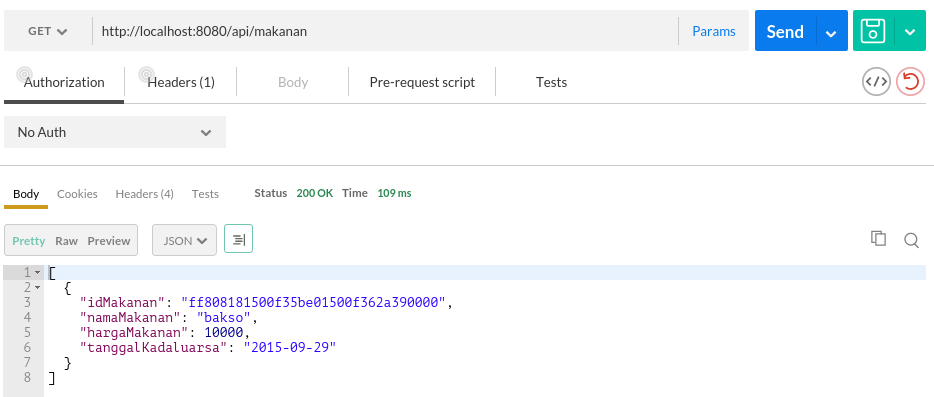 GET http://localhost:8080/api/makanan Params Send
Authorization Headers (1) Body Pre-request script Tests
No Auth
Body Cookies Headers (4) Tests Status 200 OK Time 109 ms
Pretty Raw Preview JSON
1 [
2 {
3 "idMakanan": "ff808181500f35be01500f362a390000",
4 "namaMakanan": "bakso",
5 "hargaMakanan": 10000,
6 "tanggalKadaluarsa": "2015-09-29"
7 }
8 ]